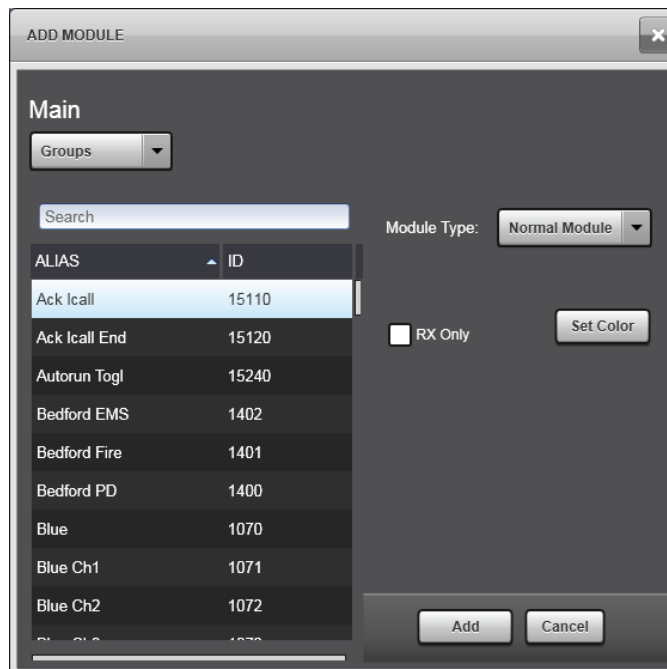 ADD MODULE
Main
Groups
Search
Module Type: Normal Module
ALIAS ID
Ack Icall 15110
RX Only Set Color
Ack Icall End 15120
Autorun Togl 15240
Bedford EMS 1402
Bedford Fire 1401
Bedford PD 1400
Blue 1070
Blue Ch1 1071
Blue Ch2 1072
Add Cancel